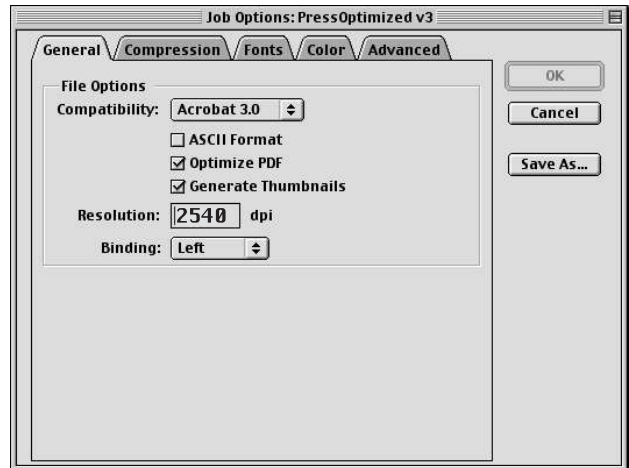 Job Options: PressOptimized v3
General Compression Fonts Color Advanced
File Options
Compatibility: Acrobat 3.0
ASCII Format
Optimize PDF
Generate Thumbnails
Resolution: 2540 dpi
Binding: Left
OK
Cancel
Save As...